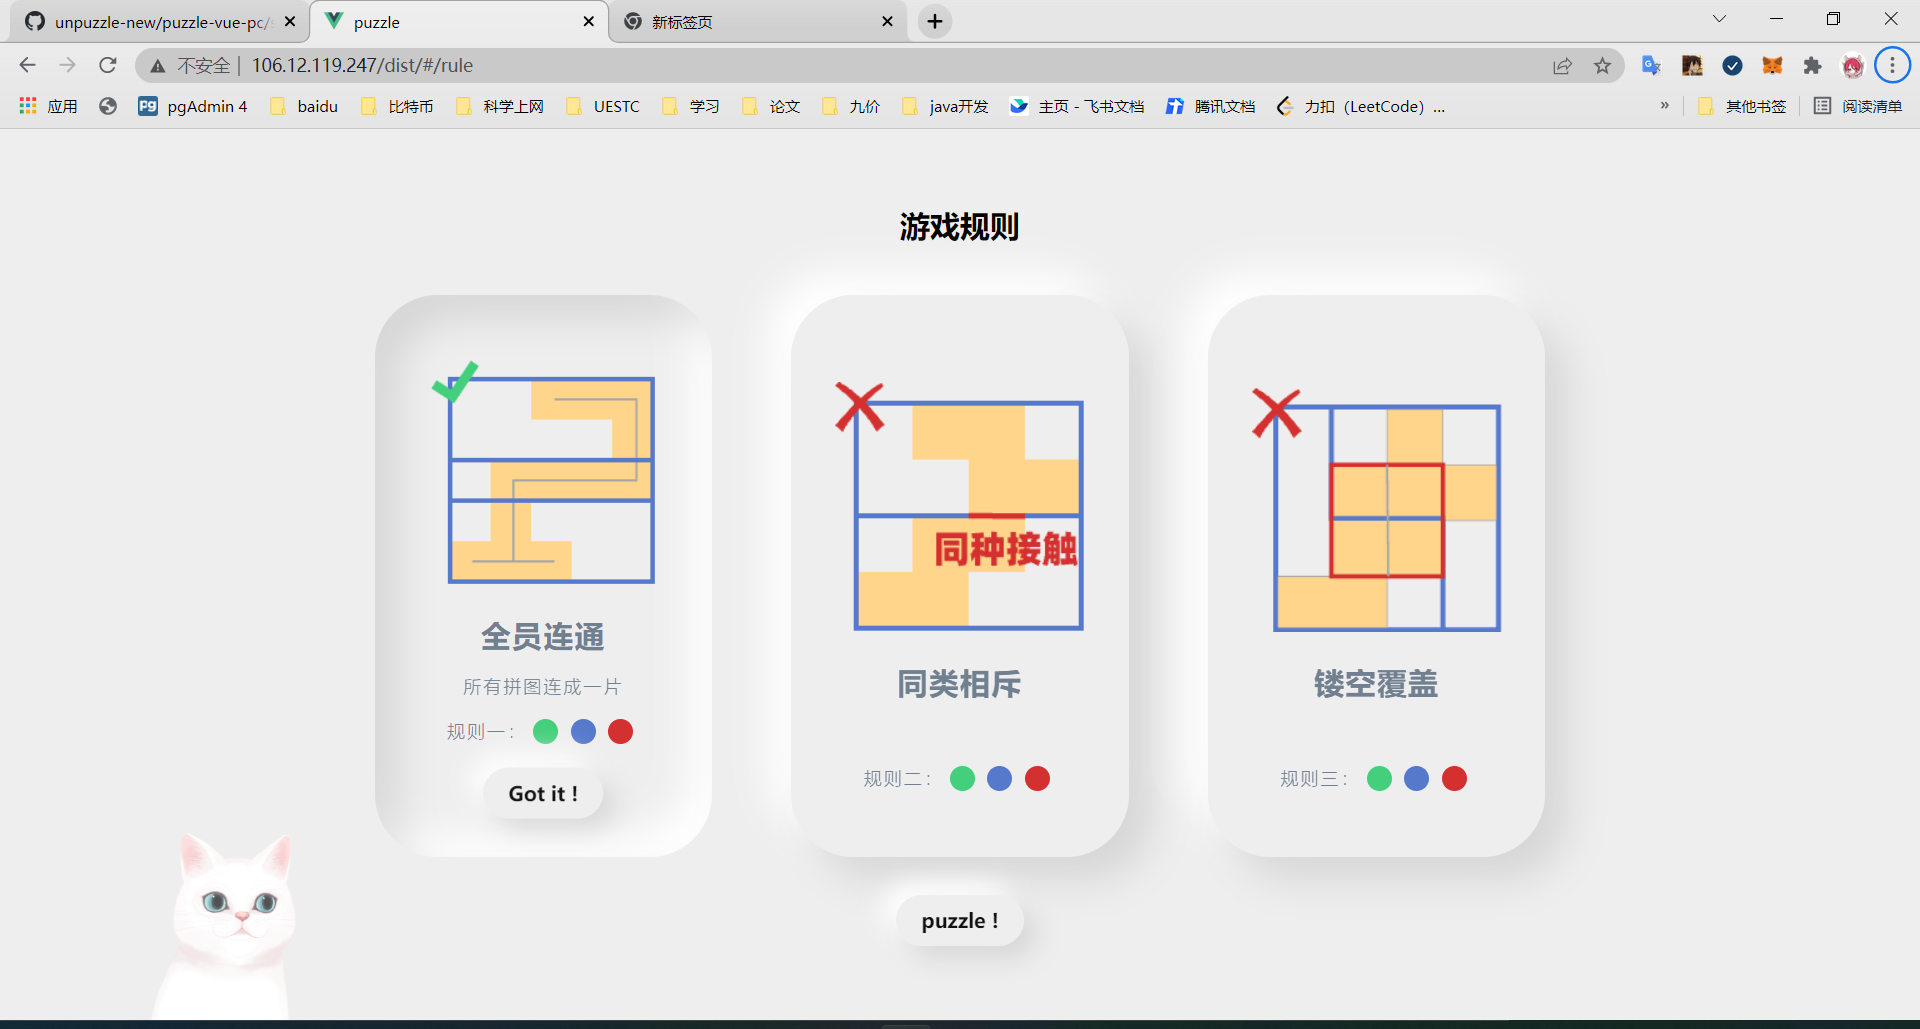 unpuzzle-new/puzzle-vue-pc/
puzzle
新标签页
不安全 | 106.12.119.247/dist/#/rule
应用
pgAdmin 4
baidu
比特币
科学上网
UESTC
学习
论文
九价
java开发
主页 - 飞书文档
腾讯文档
力扣（LeetCode）...
»
其他书签
阅读清单
游戏规则
同种接触
全员连通
所有拼图连成一片
规则一：
Got it !
同类相斥
规则二：
镂空覆盖
规则三：
puzzle !